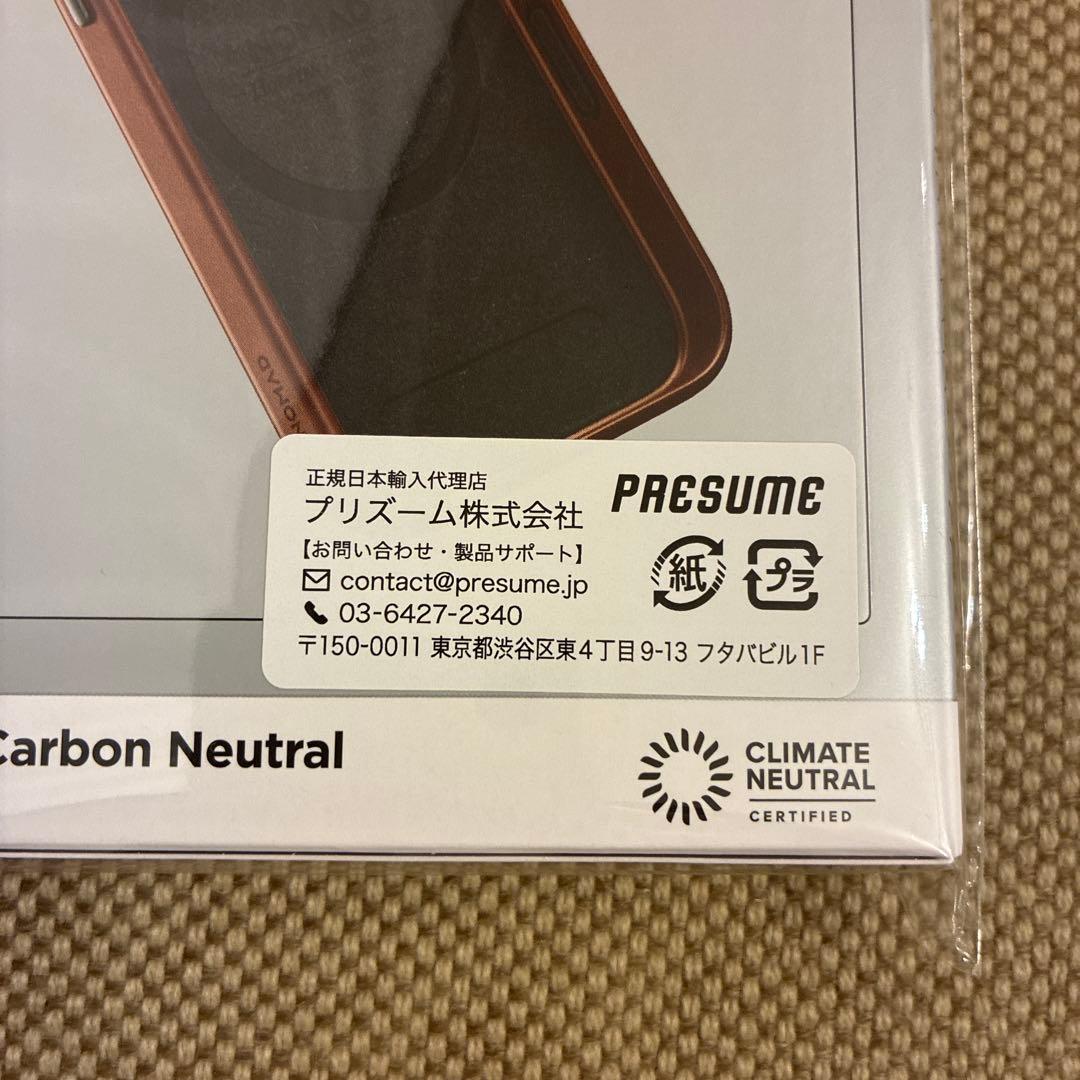 NOMAD
正規日本輸入代理店
プリズーム株式会社
PRESUME
【お問い合わせ・製品サポート】
contact@presume.jp
03-6427-2340
紙
プラ
〒150-0011 東京都渋谷区東4丁目9-13 フタバビル1F
Carbon Neutral
CLIMATE
NEUTRAL
CERTIFIED